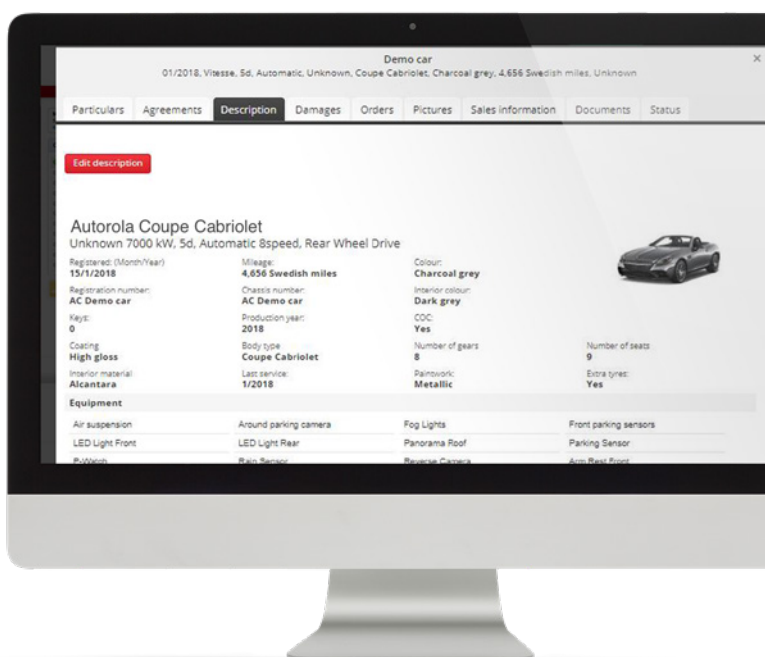 Demo car
01/2018, Vitesse, 5d, Automatic, Unknown, Coupe Cabriolet, Charcoal grey, 4,656 Swedish miles, Unknown
Particulars Agreements Description Damages Orders Pictures Sales information Documents Status
Edit description
Autorola Coupe Cabriolet
Unknown 7000 kW, 5d, Automatic 8speed, Rear Wheel Drive
Registered: (Month/Year) Mileage: Colour:
15/1/2018 4,656 Swedish miles Charcoal grey
Registration number: Chassis number: Interior colour:
AC Demo car AC Demo car Dark grey
Keys: Production year: COC:
0 2018 Yes
Coating Body type Number of gears Number of seats
High gloss Coupe Cabriolet 8 9
Interior material Last service: Paintwork: Extra tyres:
Alcantara 1/2018 Metallic Yes
Equipment
Air suspension Around parking camera Fog Lights Front parking sensors
LED Light Front LED Light Rear Panorama Roof Parking Sensor
Rain Sensor Reverse Camera Arm Rest Front